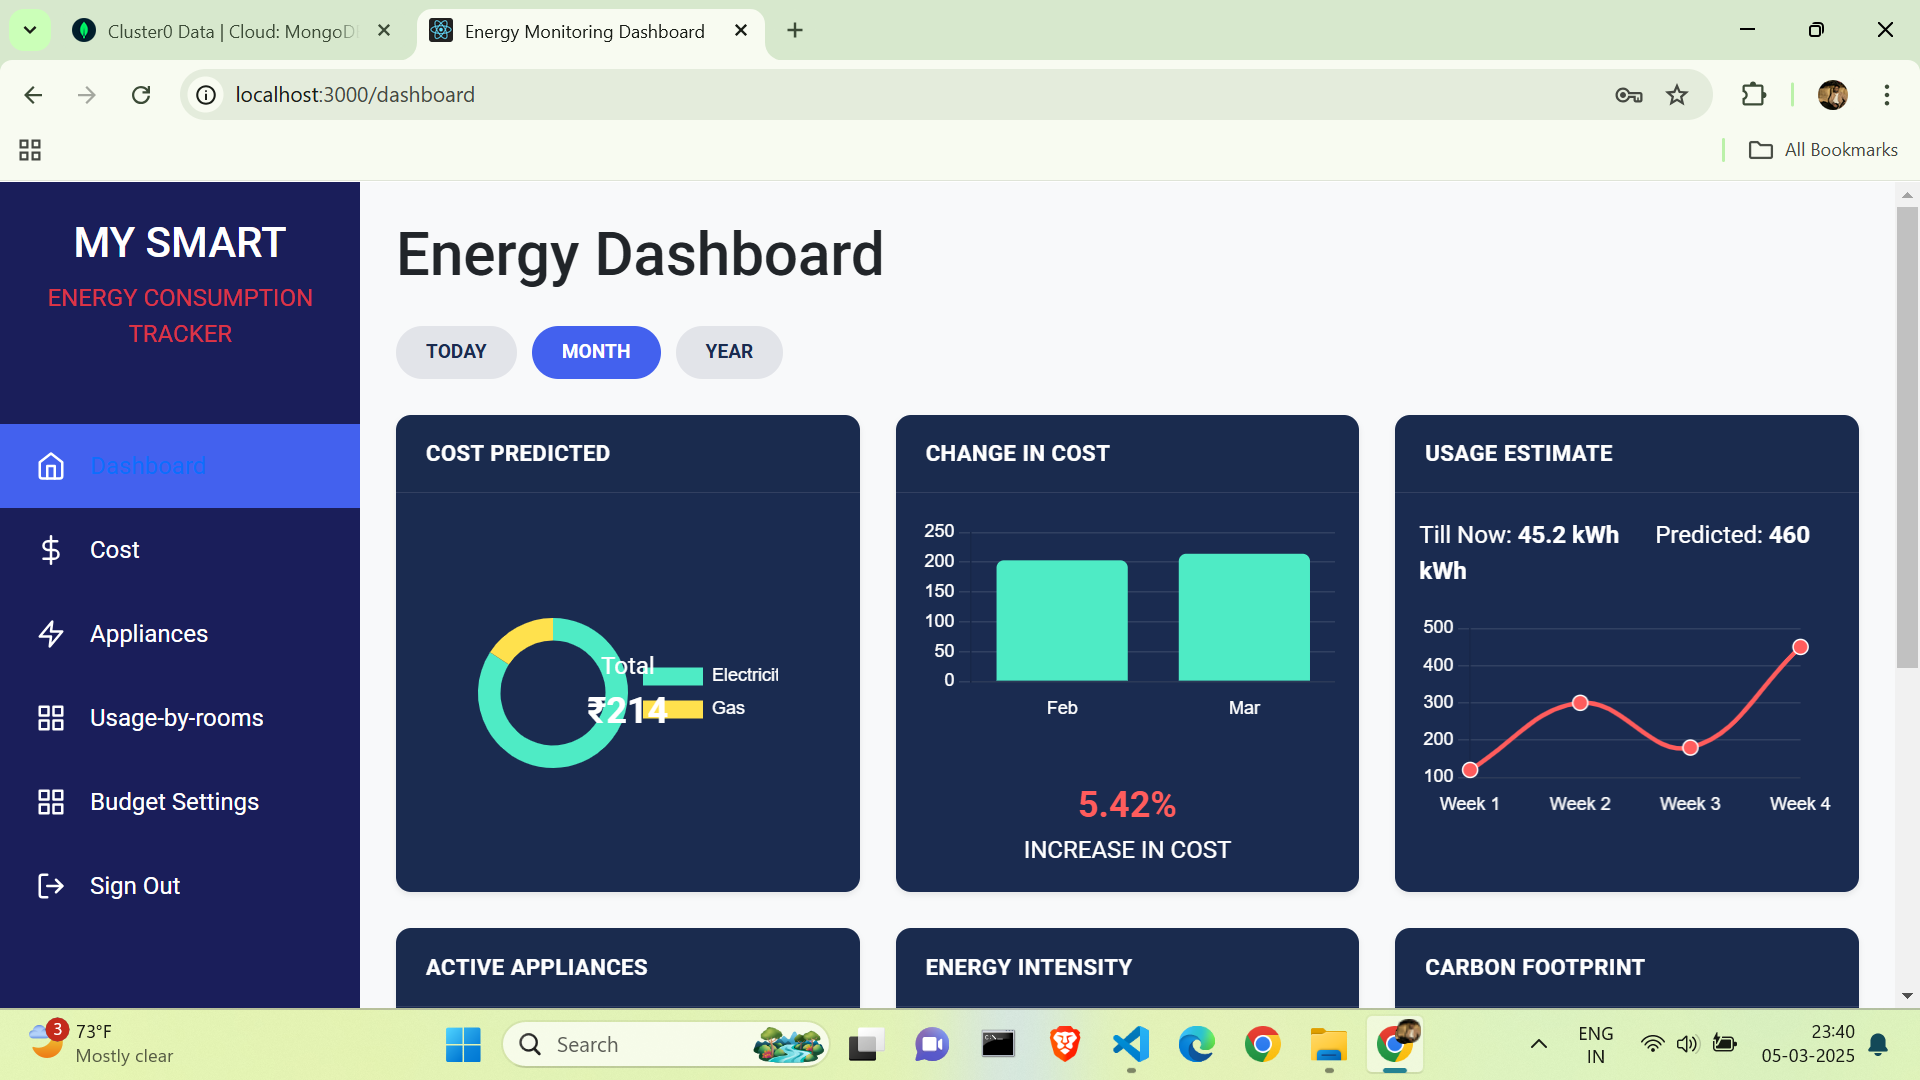 Cluster0 Data | Cloud: MongoD
Energy Monitoring Dashboard
localhost:3000/dashboard
All Bookmarks
MY SMART
ENERGY CONSUMPTION
TRACKER
Dashboard
Cost
Appliances
Usage-by-rooms
Budget Settings
Sign Out
Energy Dashboard
TODAY
MONTH
YEAR
COST PREDICTED
Total
₹214
Electricit
Gas
CHANGE IN COST
250
200
150
100
50
0
Feb
Mar
5.42%
INCREASE IN COST
USAGE ESTIMATE
Till Now: 45.2 kWh Predicted: 460
kWh
500
400
300
200
100
Week 1
Week 2
Week 3
Week 4
ACTIVE APPLIANCES
ENERGY INTENSITY
CARBON FOOTPRINT
3
73°F
Mostly clear
Search
ENG
IN
23:40
05-03-2025